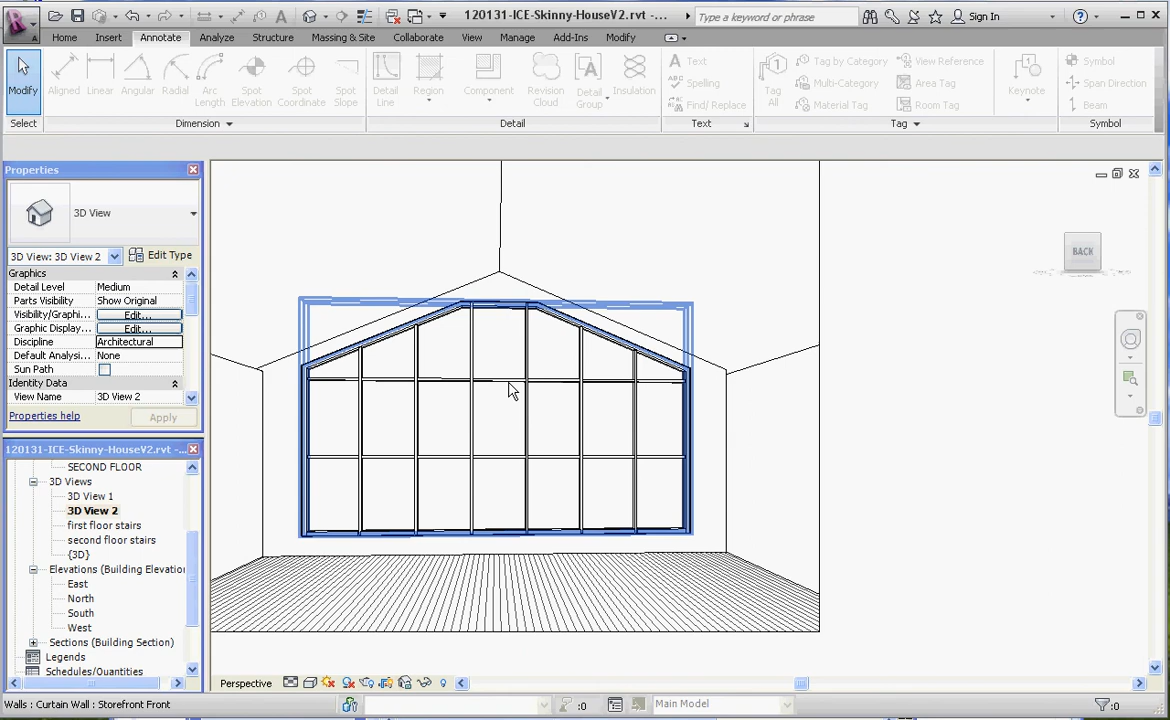 120131-ICE-Skinny-HouseV2.rvt -...
Type a keyword or phrase
Sign In
Home Insert Annotate Analyze Structure Massing & Site Collaborate View Manage Add-Ins Modify
Modify
Aligned Linear Angular Radial Arc Length Spot Elevation Spot Coordinate Spot Slope
Detail Line Region Component Revision Cloud Detail Group Insulation
Text
Spelling
Find/ Replace
Tag All
Tag by Category
Multi-Category
Material Tag
View Reference
Area Tag
Room Tag
Keynote
Symbol
Span Direction
Beam
Select Dimension Detail Text Tag Symbol
Properties
3D View
3D View: 3D View 2 Edit Type
Graphics
Detail Level Medium
Parts Visibility Show Original
Visibility/Graphi... Edit...
Graphic Display... Edit...
Discipline Architectural
Default Analysi... None
Sun Path
Identity Data
View Name 3D View 2
Properties help Apply
120131-ICE-Skinny-HouseV2.rvt -...
SECOND FLOOR
3D Views
3D View 1
3D View 2
first floor stairs
second floor stairs
{3D}
Elevations (Building Elevation
East
North
South
West
Sections (Building Section)
Legends
Schedules/Quantities
BACK
Perspective
Walls : Curtain Wall : Storefront Front
:0
Main Model
:0